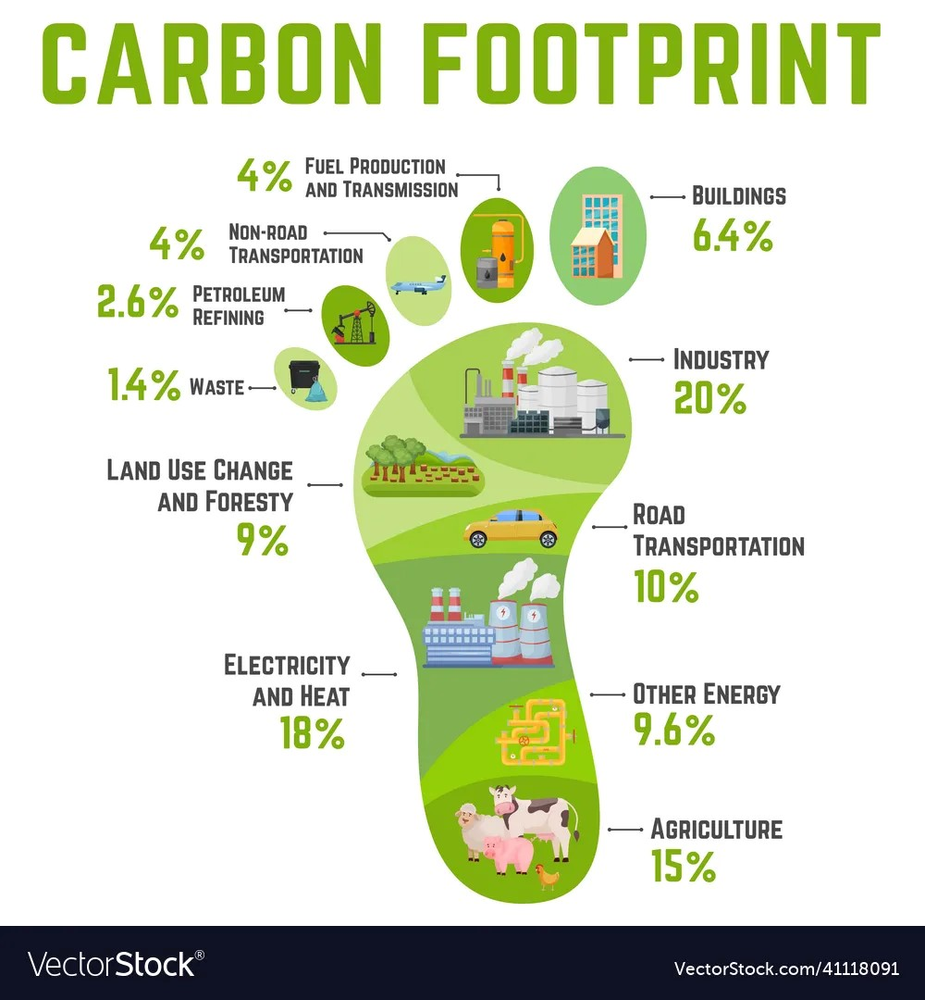 CARBON FOOTPRINT
4%
FUEL PRODUCTION
AND TRANSMISSION
BUILDINGS
6.4%
4%
NON-ROAD
TRANSPORTATION
2.6%
PETROLEUM
REFINING
INDUSTRY
20%
1.4%
WASTE
LAND USE CHANGE
AND FORESTY
9%
ROAD
TRANSPORTATION
10%
ELECTRICITY
AND HEAT
18%
OTHER ENERGY
9.6%
AGRICULTURE
15%
VectorStock®
VectorStock.com/41118091